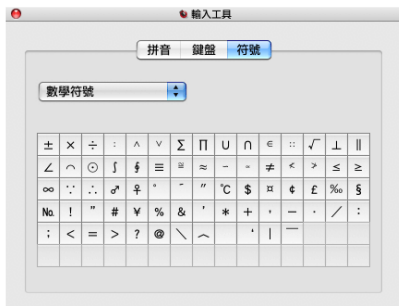 輸入工具
拼音 鍵盤 符號
數學符號
± × ÷ ∶ ∧ ∨ ∑ ∏ ∪ ∩ ∈ ∷ √ ⊥ ∥
∠ ⌒ ⊙ ∫ ∮ ≡ ≌ ≈ ≠ ≮ ≯ ≤ ≥
∞ ∵ ∴ ♂ ♀ ° ″ ℃ $ ¤ ¢ £ ‰ §
No. ! " # ¥ % & ' * + − · ／ :
; < = > ? @ ＼ ︿ ‘ | ￣